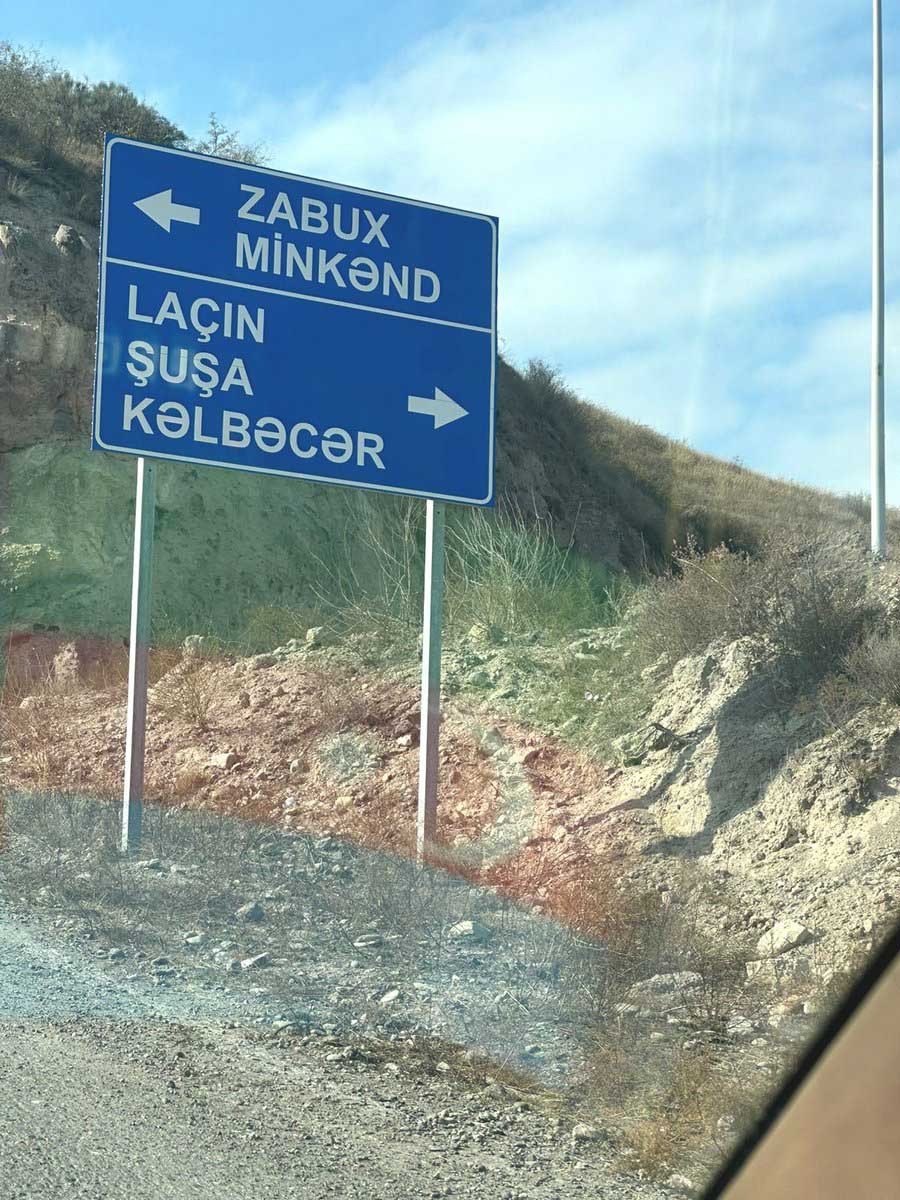 ZABUX
MİNKƏND
LAÇIN
ŞUŞA
KƏLBƏCƏR